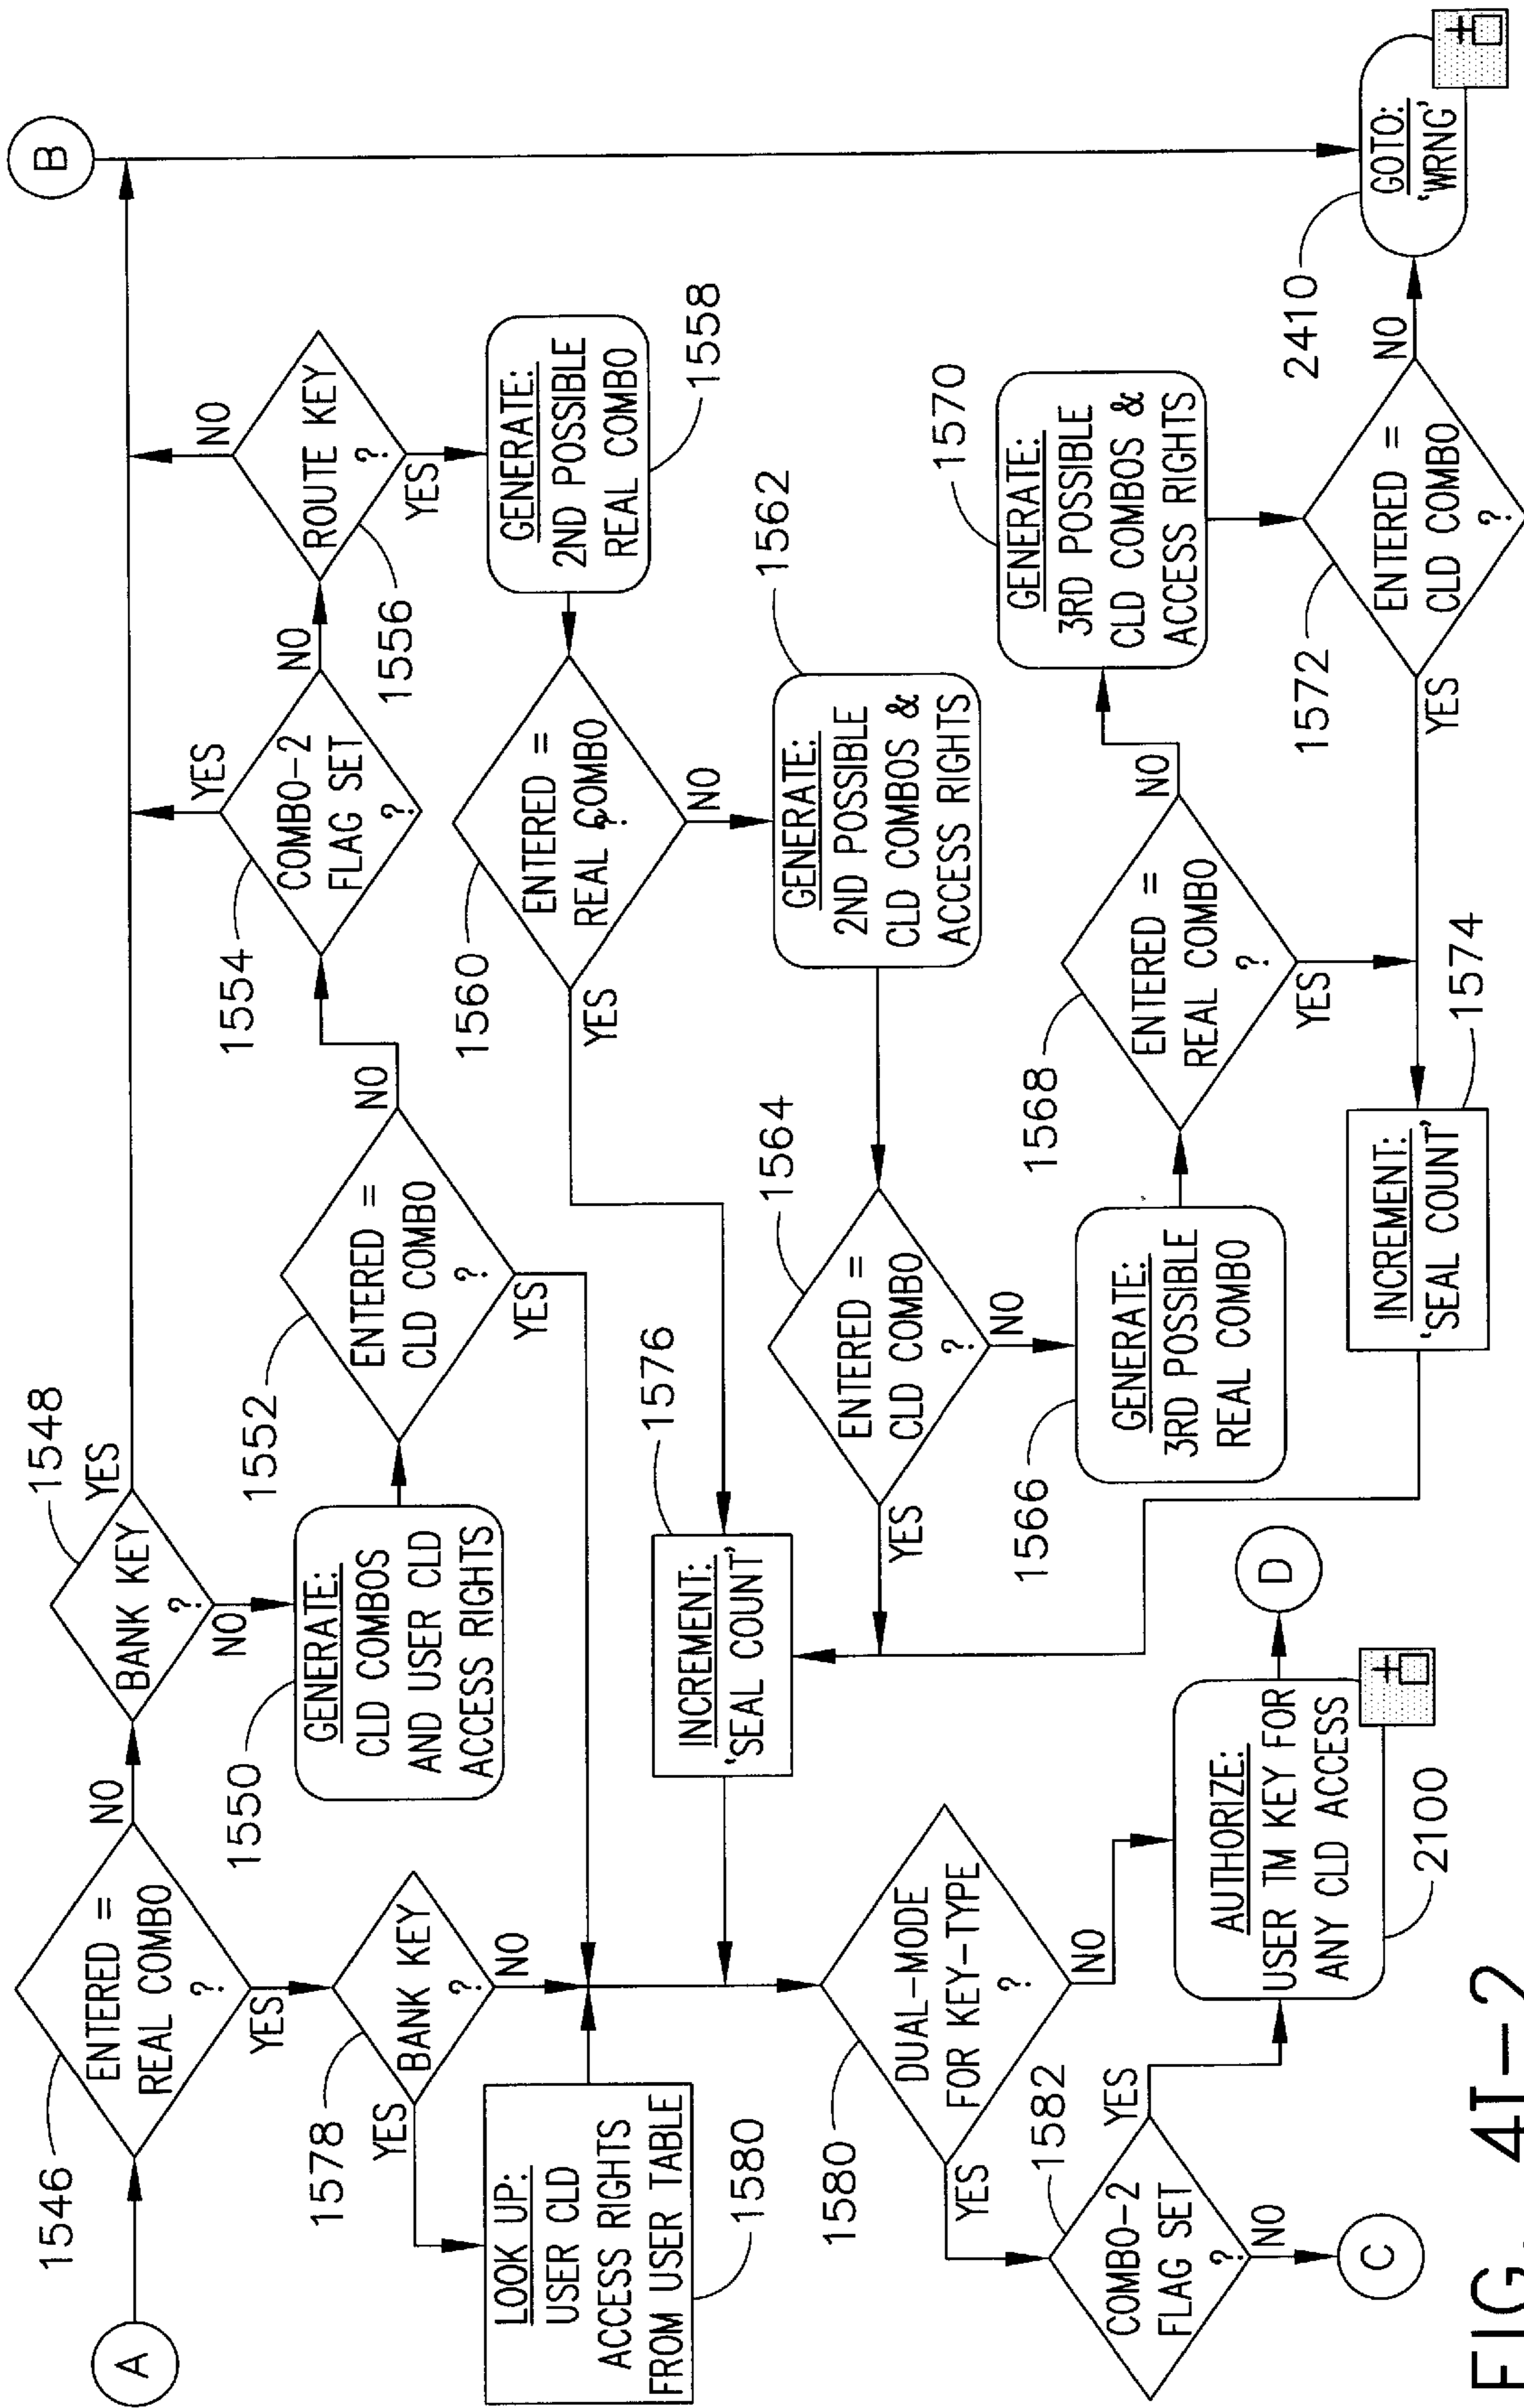 A
1546
ENTERED =
REAL COMBO
?
NO
YES
1548
BANK KEY
?
YES
NO
B
1550
GENERATE:
CLD COMBOS
AND USER CLD
ACCESS RIGHTS
1552
ENTERED =
CLD COMBO
?
NO
YES
1554
COMBO-2
FLAG SET
?
YES
NO
1556
ROUTE KEY
?
NO
YES
GENERATE:
2ND POSSIBLE
REAL COMBO
1558
1560
ENTERED =
REAL COMBO
?
YES
NO
1562
GENERATE:
2ND POSSIBLE
CLD COMBOS &
ACCESS RIGHTS
1564
ENTERED =
CLD COMBO
?
YES
NO
1566
GENERATE:
3RD POSSIBLE
REAL COMBO
1568
ENTERED =
REAL COMBO
?
NO
YES
1570
GENERATE:
3RD POSSIBLE
CLD COMBOS &
ACCESS RIGHTS
1572
ENTERED =
CLD COMBO
?
YES
NO
2410
GOTO:
'WRNG'
1574
INCREMENT:
'SEAL COUNT'
1576
INCREMENT:
'SEAL COUNT'
1578
BANK KEY
?
YES
NO
LOOK UP:
USER CLD
ACCESS RIGHTS
FROM USER TABLE
1580
1580
DUAL-MODE
FOR KEY-TYPE
?
YES
NO
1582
COMBO-2
FLAG SET
?
YES
NO
C
AUTHORIZE:
USER TM KEY FOR
ANY CLD ACCESS
2100
D
FIG. 4I-2